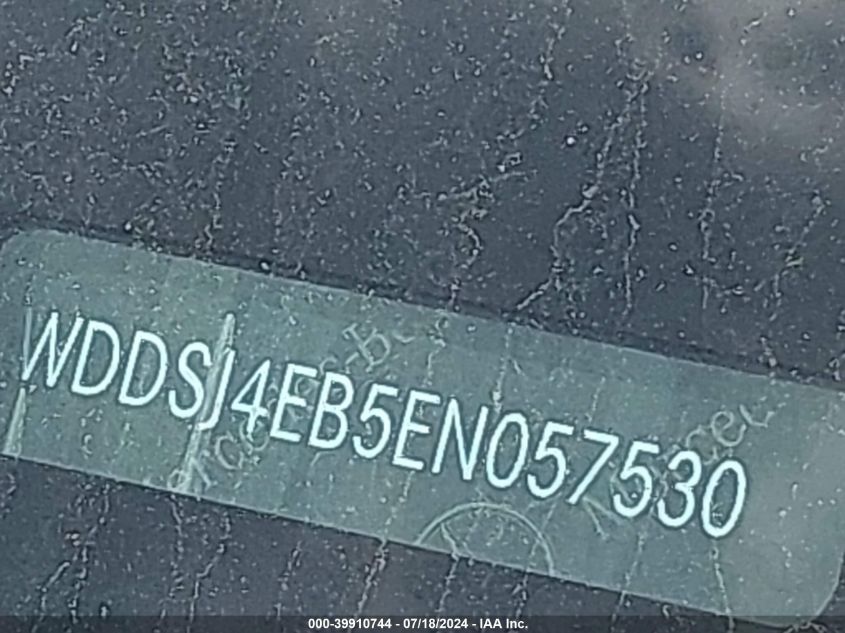 WDDSJ4EB5EN057530
000-39910744 - 07/18/2024 - IAA Inc.